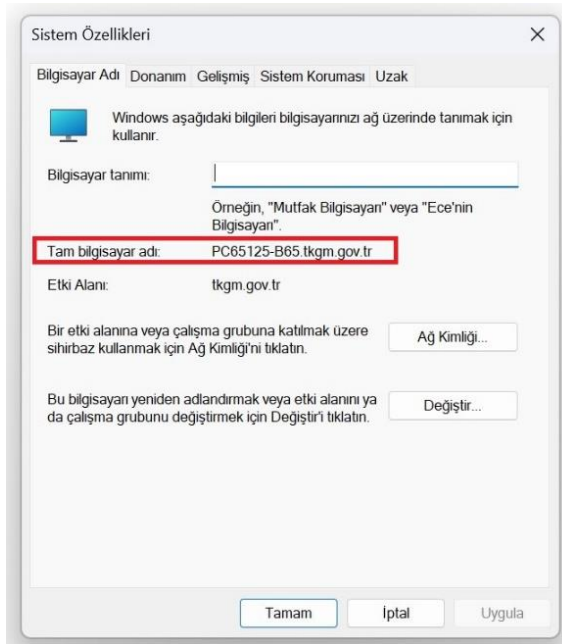 Sistem Özellikleri
Bilgisayar Adı Donanım Gelişmiş Sistem Koruması Uzak
Windows aşağıdaki bilgileri bilgisayarınızı ağ üzerinde tanımak için
kullanır.
Bilgisayar tanımı:
Örneğin, "Mutfak Bilgisayarı" veya "Ece'nin
Bilgisayarı".
Tam bilgisayar adı: PC65125-B65.tkgm.gov.tr
Etki Alanı: tkgm.gov.tr
Bir etki alanına veya çalışma grubuna katılmak üzere
sihirbaz kullanmak için Ağ Kimliği'ni tıklatın.
Ağ Kimliği...
Bu bilgisayarı yeniden adlandırmak veya etki alanını ya
da çalışma grubunu değiştirmek için Değiştir'i tıklatın.
Değiştir...
Tamam İptal Uygula